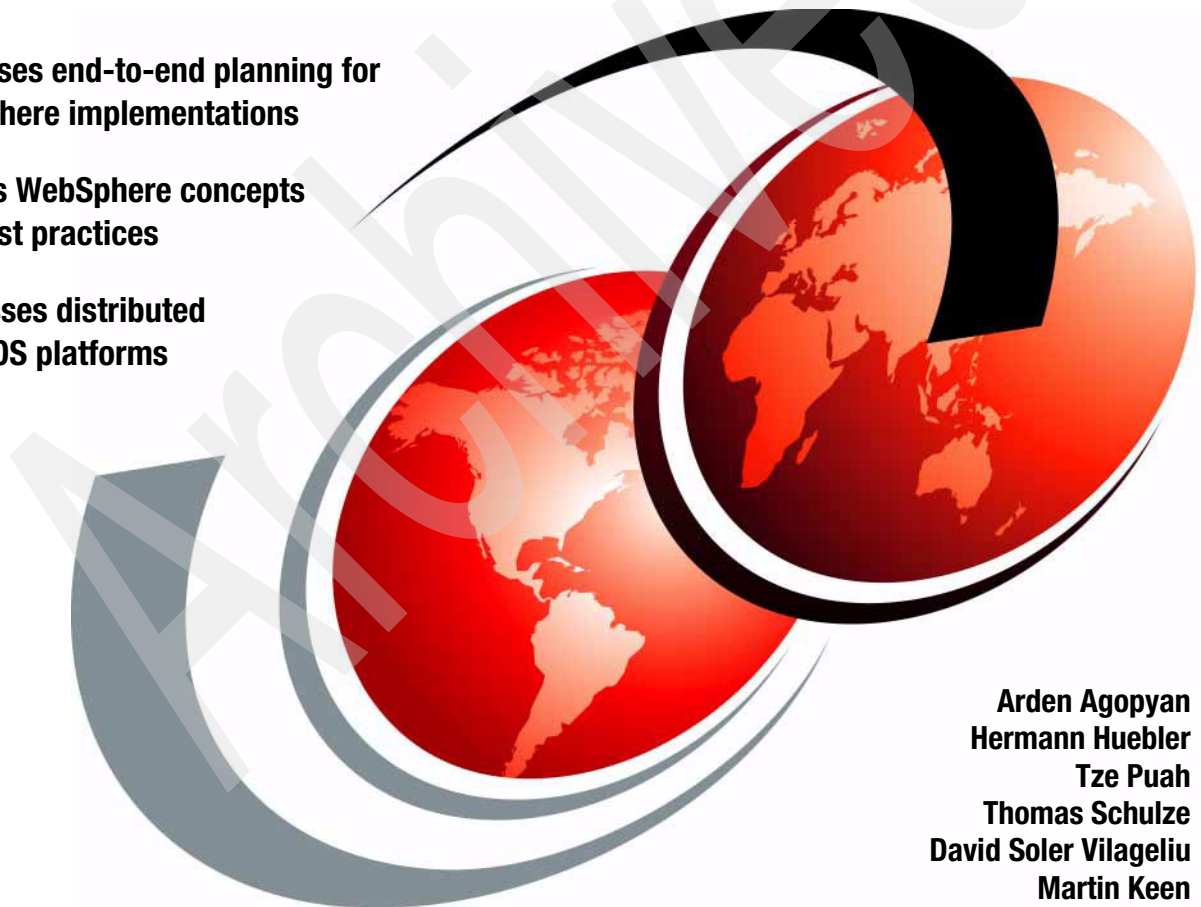 ses end-to-end planning for
here implementations
s WebSphere concepts
st practices
sses distributed
OS platforms
Arden Agopyan
Hermann Huebler
Tze Puah
Thomas Schulze
David Soler Vilageliu
Martin Keen